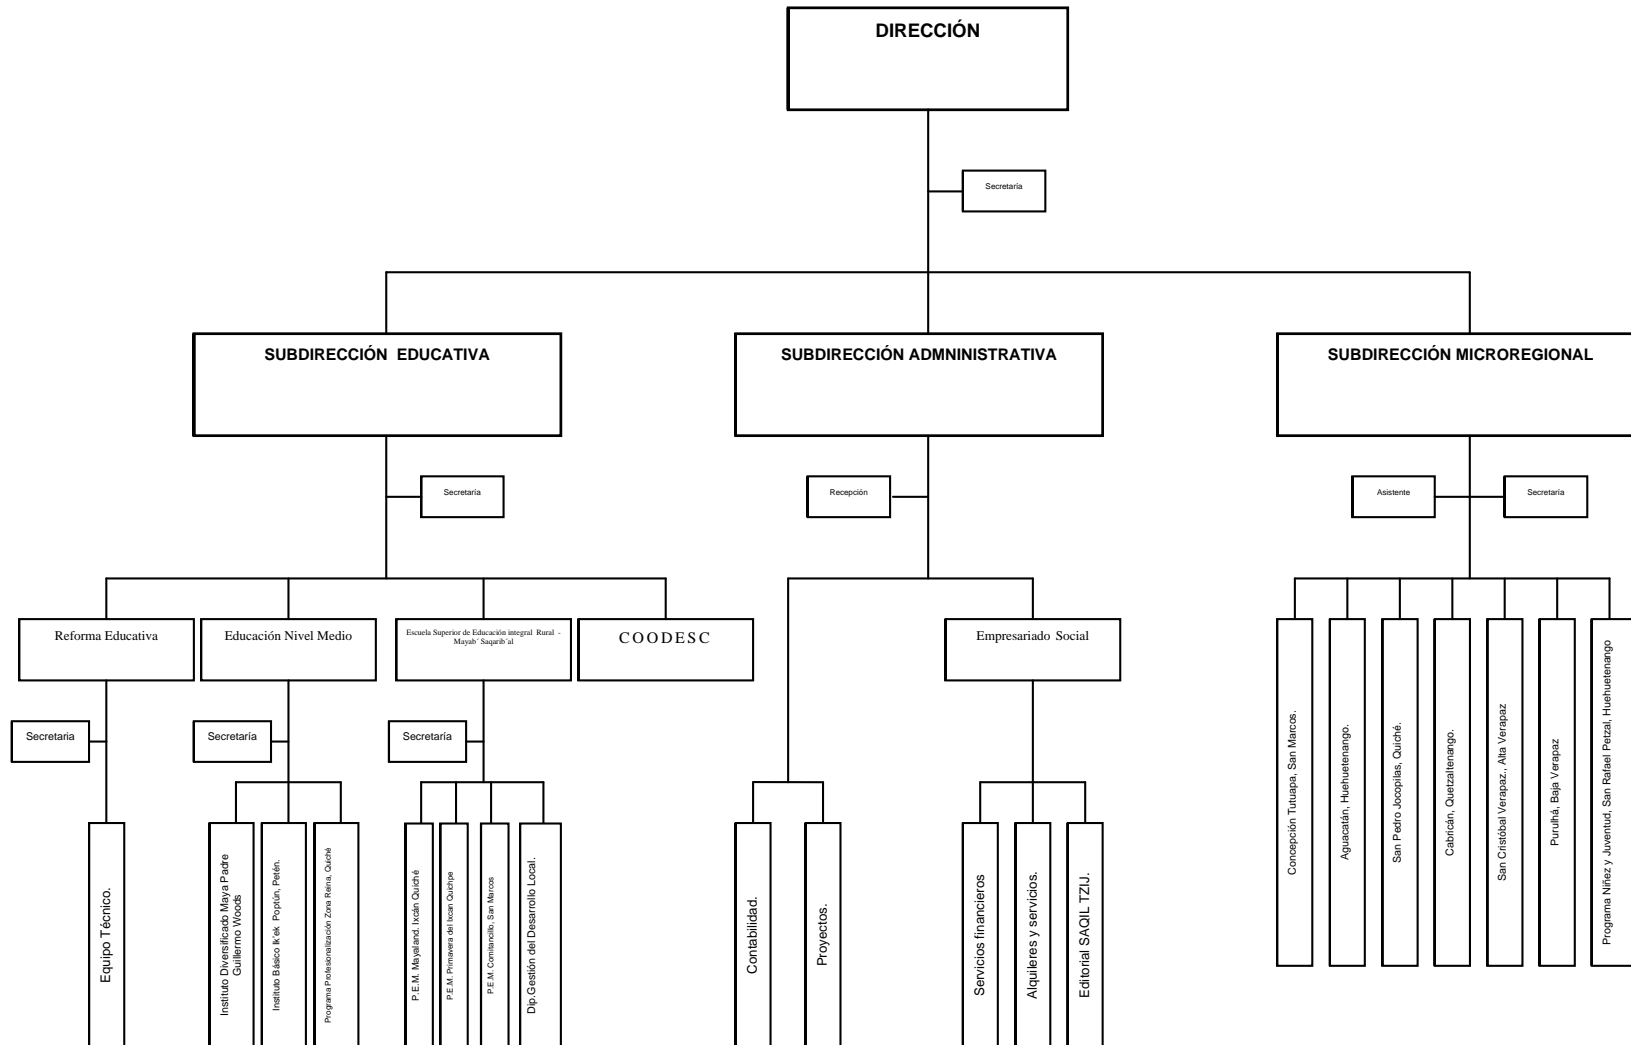 DIRECCIÓN
Secretaría
SUBDIRECCIÓN EDUCATIVA
SUBDIRECCIÓN ADMNINISTRATIVA
SUBDIRECCIÓN MICROREGIONAL
Secretaría
Recepción
Asistente
Secretaría
Reforma Educativa
Educación Nivel Medio
Escuela Superior de Educación integral Rural -
Mayab´ Saqarib´al
COODESC
Empresariado Social
Secretaria
Secretaría
Secretaría
Equipo Técnico.
Instituto Diversificado Maya Padre
Guillermo Woods
Instituto Básico Ik'ek Poptún, Petén.
Programa Profesionalización Zona Reina, Quiché
P.E.M. Mayaland. Ixcán Quiché
P.E.M. Primavera del Ixcan Quichpe
P.E.M. Comitancillo, San Marcos
Dip.Gestión del Desarrollo Local.
Contabilidad.
Proyectos.
Servicios financieros
Alquileres y servicios.
Editorial SAQIL TZIJ.
Concepción Tutuapa, San Marcos.
Aguacatán, Huehuetenango.
San Pedro Jocopilas, Quiché.
Cabricán, Quetzaltenango.
San Cristóbal Verapaz., Alta Verapaz
Purulhá, Baja Verapaz
Programa Niñez y Juventud, San Rafael Petzal, Huehuetenango